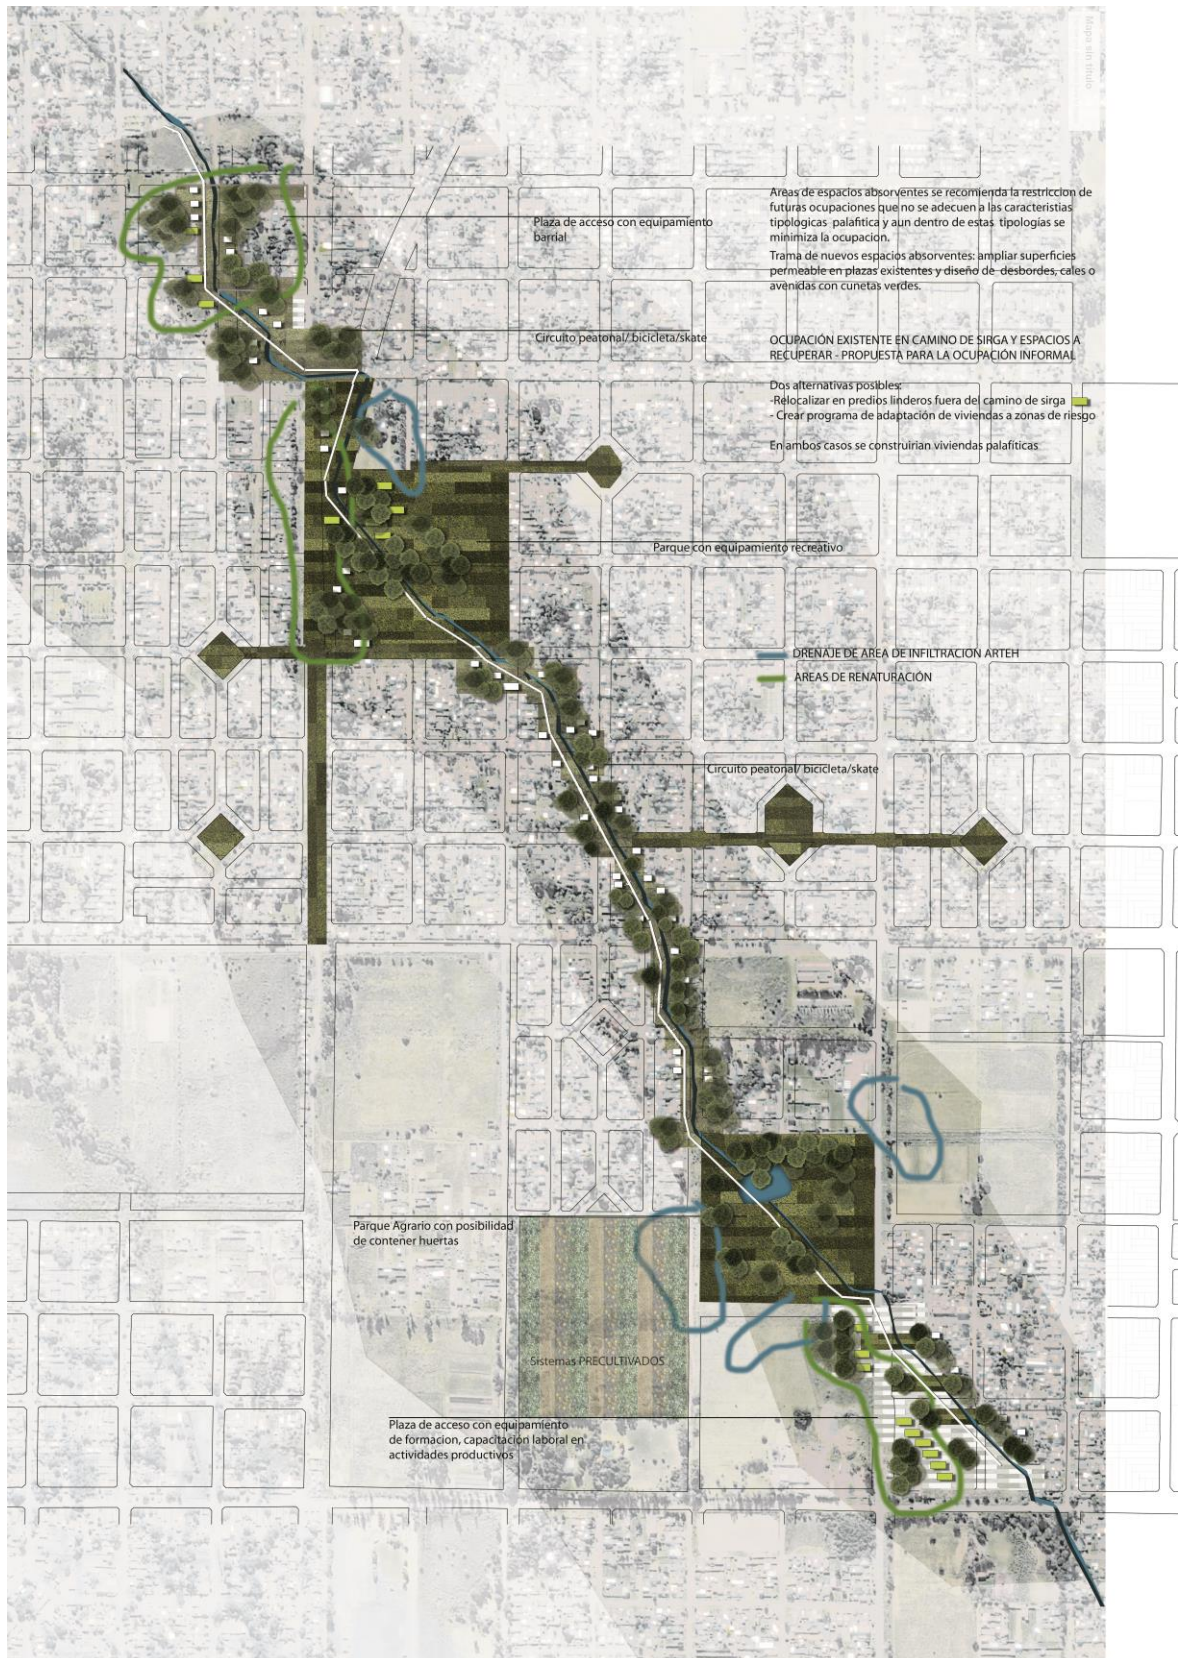 Mapa sin título
Areas de espacios absorventes se recomienda la restriccion de
futuras ocupaciones que no se adecuen a las caracteristias
tipologicas palafitica y aun dentro de estas tipologías se
minimiza la ocupacion.
Trama de nuevos espacios absorventes: ampliar superficies
permeable en plazas existentes y diseño de desbordes, cales o
avenidas con cunetas verdes.
Plaza de acceso con equipamiento
barrial
Circuito peatonal/ bicicleta/skate
OCUPACIÓN EXISTENTE EN CAMINO DE SIRGA Y ESPACIOS A
RECUPERAR - PROPUESTA PARA LA OCUPACIÓN INFORMAL
Dos alternativas posibles:
-Relocalizar en predios linderos fuera del camino de sirga
- Crear programa de adaptación de viviendas a zonas de riesgo
En ambos casos se construirian viviendas palafiticas
Parque con equipamiento recreativo
DRENAJE DE AREA DE INFILTRACION ARTEH
AREAS DE RENATURACIÓN
Circuito peatonal/ bicicleta/skate
Parque Agrario con posibilidad
de contener huertas
Sistemas PRECULTIVADOS
Plaza de acceso con equipamiento
de formacion, capacitación laboral en
actividades productivos